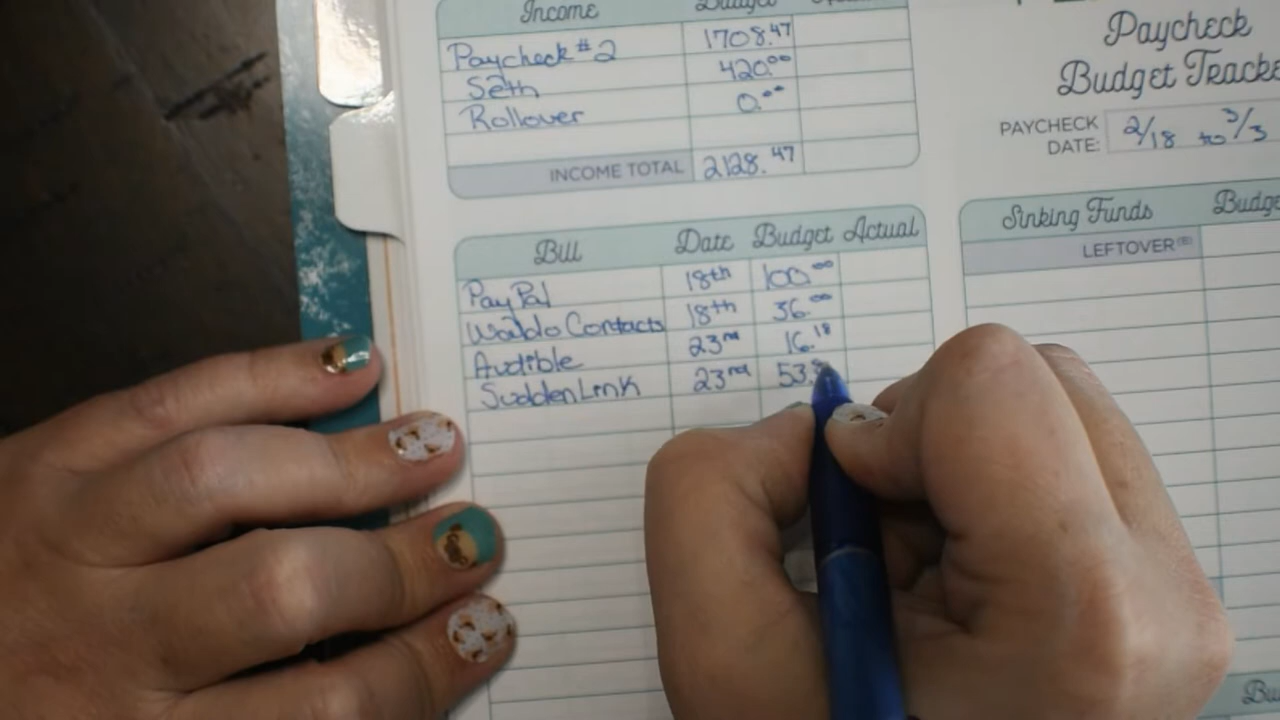 Income Budget Actual
Paycheck #2 1708.47
Seth 420.00
Rollover 0.00
INCOME TOTAL 2128.47
Paycheck
Budget
PAYCHECK DATE: 2/18 to 3/3
Bill Date Budget Actual
PayPal 18th 100.00
Waldo Contacts 18th 36.00
Audible 23rd 16.18
SuddenLink 23rd 53.
Sinking Funds
LEFTOVER